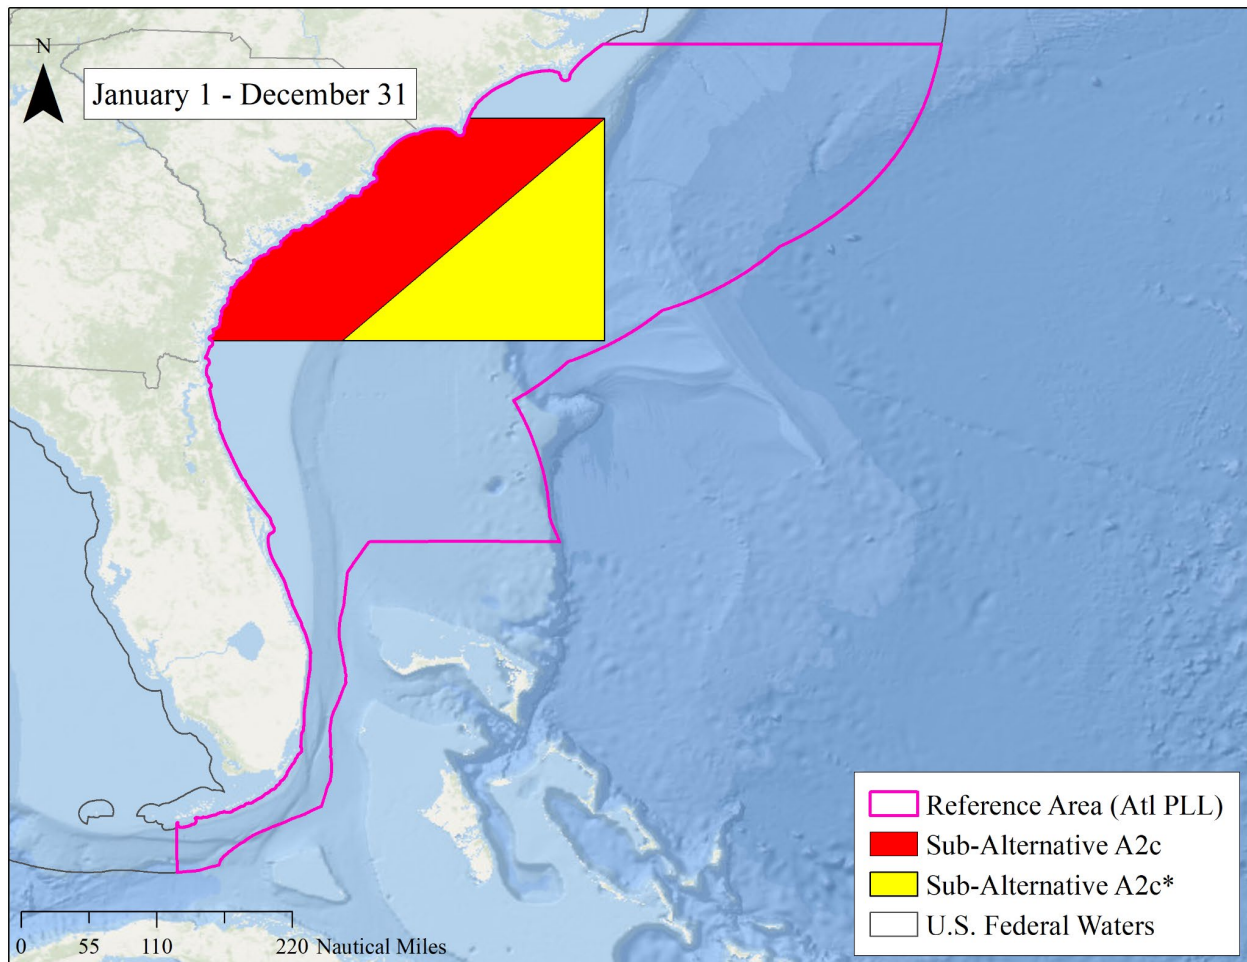 N
January 1 - December 31
Reference Area (Atl PLL)
Sub-Alternative A2c
Sub-Alternative A2c*
U.S. Federal Waters
0 55 110 220 Nautical Miles